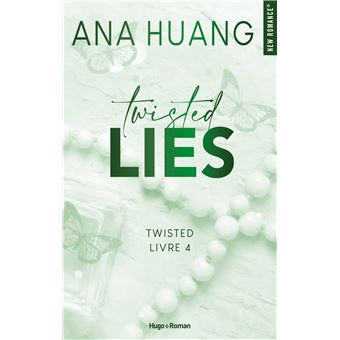 ANA HUANG
NEW ROMANCE®
twisted
LIES
TWISTED
LIVRE 4
Hugo+Roman